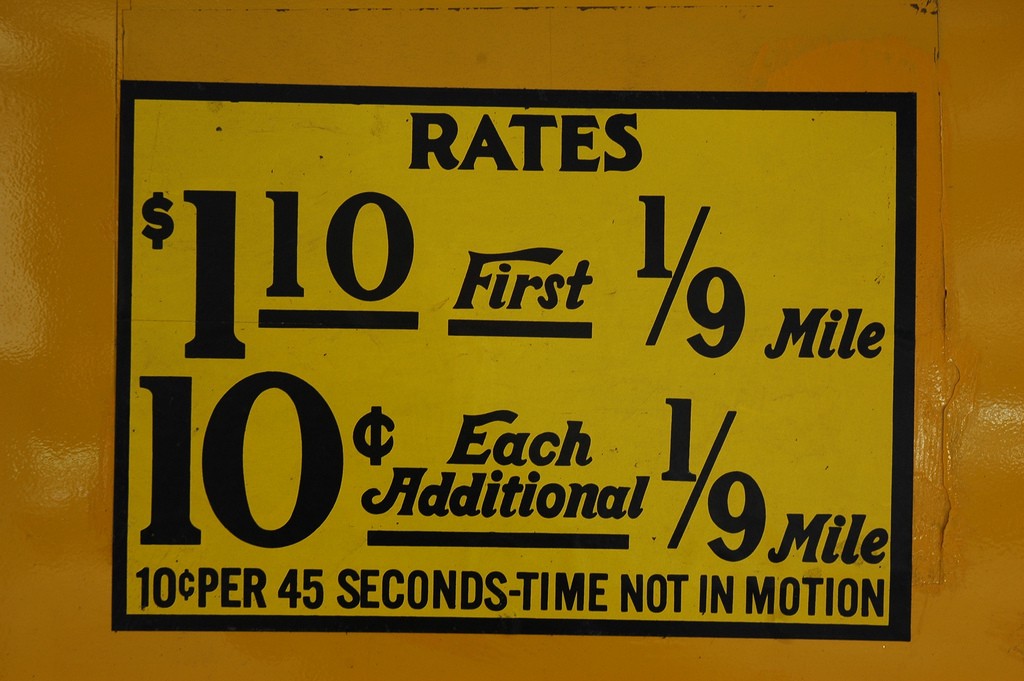 RATES
$1 10 First 1/9 Mile
10¢ Each Additional 1/9 Mile
10¢ PER 45 SECONDS-TIME NOT IN MOTION